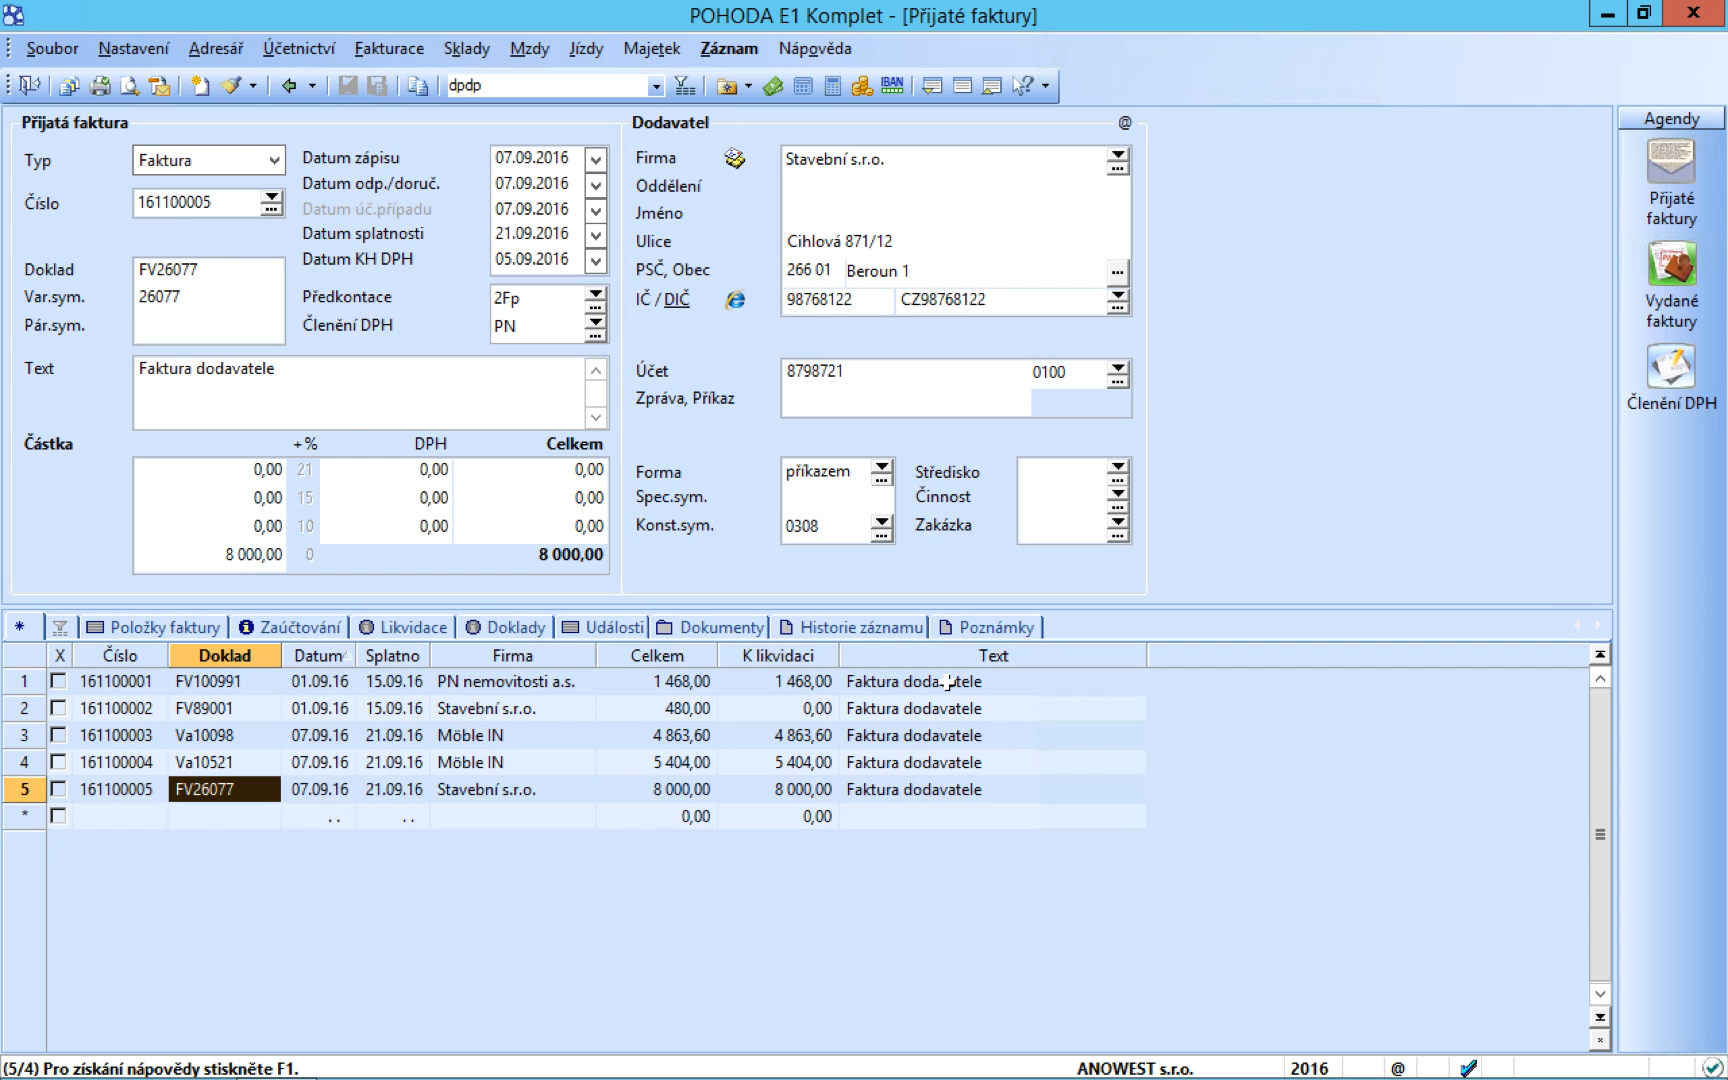 POHODA E1 Komplet - [Přijaté faktury]
Soubor Nastavení Adresář Účetnictví Fakturace Sklady Mzdy Jízdy Majetek Záznam Nápověda
dpdp IBAN
Přijatá faktura
Typ Faktura
Číslo 161100005
Doklad FV26077
Var.sym. 26077
Pár.sym.
Datum zápisu 07.09.2016
Datum odp./doruč. 07.09.2016
Datum úč.případu 07.09.2016
Datum splatnosti 21.09.2016
Datum KH DPH 05.09.2016
Předkontace 2Fp
Členění DPH PN
Text Faktura dodavatele
Částka +% DPH Celkem
0,00 21 0,00 0,00
0,00 15 0,00 0,00
0,00 10 0,00 0,00
8 000,00 0 8 000,00
Dodavatel @
Firma Stavební s.r.o.
Oddělení
Jméno
Ulice Cihlová 871/12
PSČ, Obec 266 01 Beroun 1
IČ / DIČ 98768122 CZ98768122
Účet 8798721 0100
Zpráva, Příkaz
Forma příkazem
Spec.sym.
Konst.sym. 0308
Středisko
Činnost
Zakázka
Agendy
Přijaté
faktury
Vydané
faktury
Členění DPH
* Položky faktury Zaúčtování Likvidace Doklady Události Dokumenty Historie záznamu Poznámky
X Číslo Doklad Datum Splatno Firma Celkem K likvidaci Text
1 161100001 FV100991 01.09.16 15.09.16 PN nemovitosti a.s. 1 468,00 1 468,00 Faktura dodavatele
2 161100002 FV89001 01.09.16 15.09.16 Stavební s.r.o. 480,00 0,00 Faktura dodavatele
3 161100003 Va10098 07.09.16 21.09.16 Möble IN 4 863,60 4 863,60 Faktura dodavatele
4 161100004 Va10521 07.09.16 21.09.16 Möble IN 5 404,00 5 404,00 Faktura dodavatele
5 161100005 FV26077 07.09.16 21.09.16 Stavební s.r.o. 8 000,00 8 000,00 Faktura dodavatele
* . . . . 0,00 0,00
(5/4) Pro získání nápovědy stiskněte F1. ANOWEST s.r.o. 2016 @